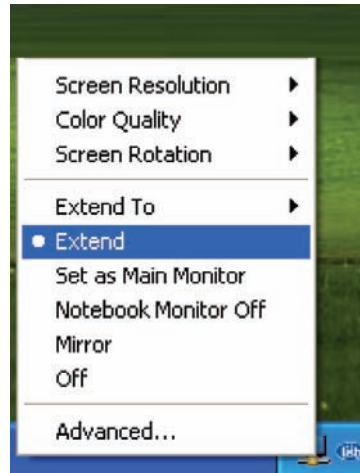 Screen Resolution
Color Quality
Screen Rotation
Extend To
Extend
Set as Main Monitor
Notebook Monitor Off
Mirror
Off
Advanced...